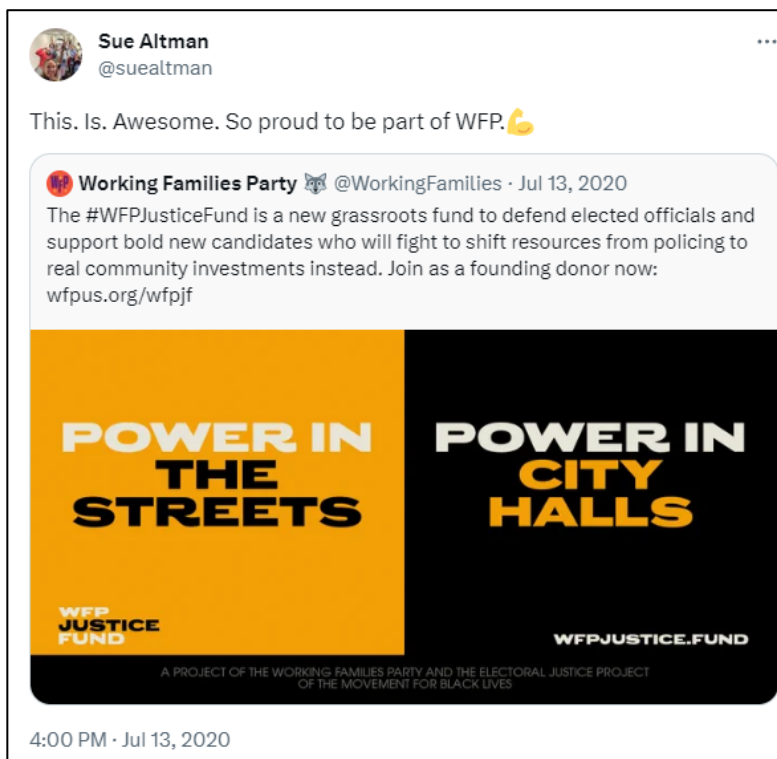 Sue Altman
@suealtman
This. Is. Awesome. So proud to be part of WFP.💪
WFP Working Families Party 🐺 @WorkingFamilies · Jul 13, 2020
The #WFPJusticeFund is a new grassroots fund to defend elected officials and
support bold new candidates who will fight to shift resources from policing to
real community investments instead. Join as a founding donor now:
wfpus.org/wfpjf
POWER IN
THE
STREETS
WFP
JUSTICE
FUND
POWER IN
CITY
HALLS
WFPJUSTICE.FUND
A PROJECT OF THE WORKING FAMILIES PARTY AND THE ELECTORAL JUSTICE PROJECT
OF THE MOVEMENT FOR BLACK LIVES
4:00 PM · Jul 13, 2020